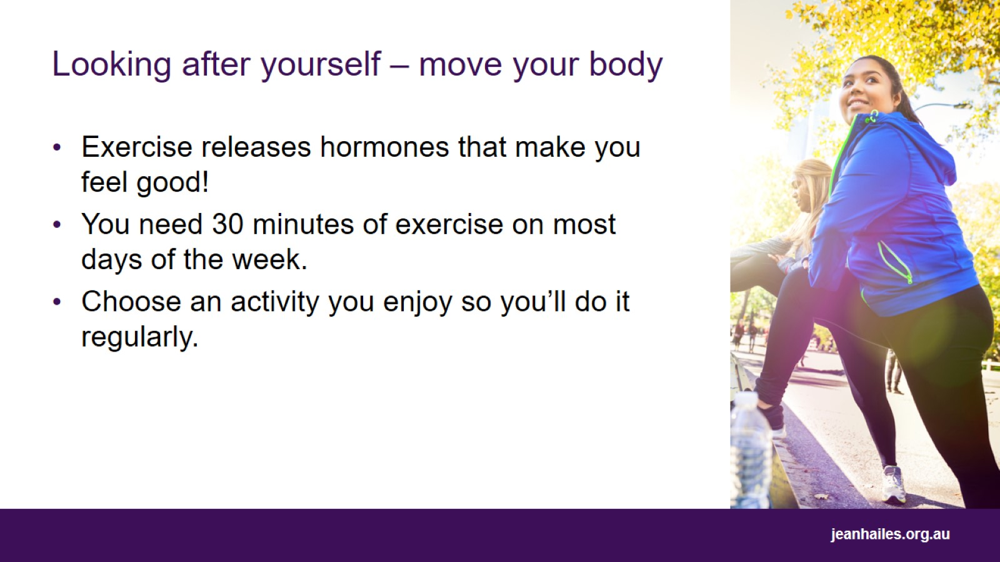 Looking after yourself – move your body
• Exercise releases hormones that make you
feel good!
• You need 30 minutes of exercise on most
days of the week.
• Choose an activity you enjoy so you’ll do it
regularly.
jeanhailes.org.au